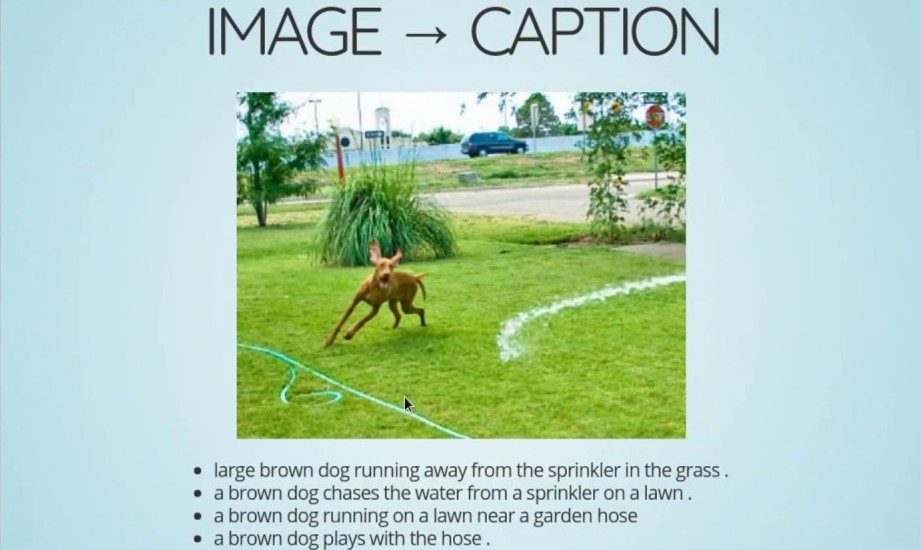 IMAGE → CAPTION
large brown dog running away from the sprinkler in the grass .
a brown dog chases the water from a sprinkler on a lawn .
a brown dog running on a lawn near a garden hose
a brown dog plays with the hose .